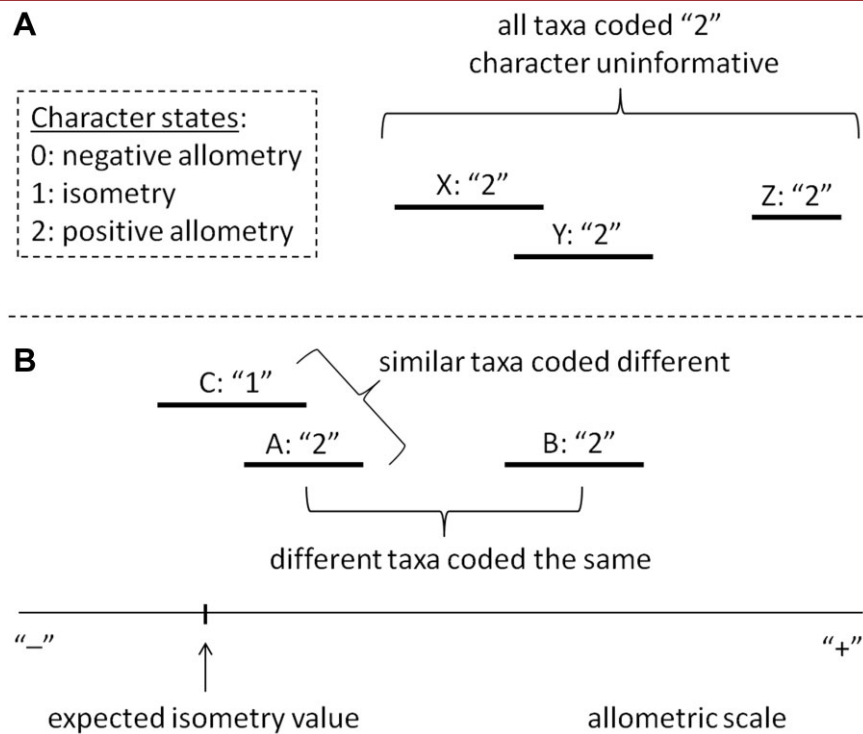 A
all taxa coded “2”
character uninformative
Character states:
0: negative allometry
1: isometry
2: positive allometry
X: “2”
Y: “2”
Z: “2”
B
similar taxa coded different
C: “1”
A: “2”
B: “2”
different taxa coded the same
“–”
“+”
expected isometry value
allometric scale